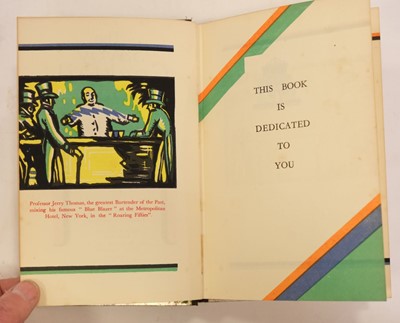 Professor Jerry Thomas, the greatest Bartender of the Past,
mixing his famous "Blue Blazer" at the Metropolitan
Hotel, New York, in the "Roaring Fifties".
THIS BOOK
IS
DEDICATED
TO
YOU